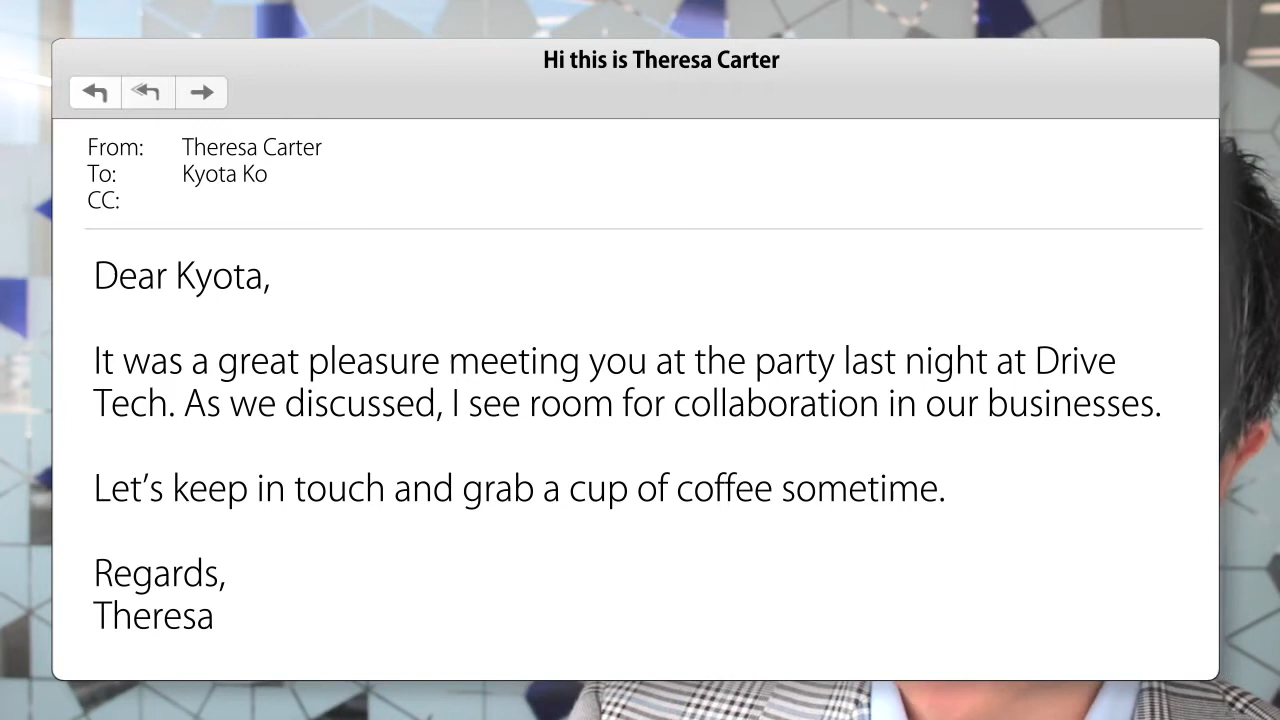 Hi this is Theresa Carter
From: Theresa Carter
To: Kyota Ko
CC:
Dear Kyota,
It was a great pleasure meeting you at the party last night at Drive
Tech. As we discussed, I see room for collaboration in our businesses.
Let’s keep in touch and grab a cup of coffee sometime.
Regards,
Theresa